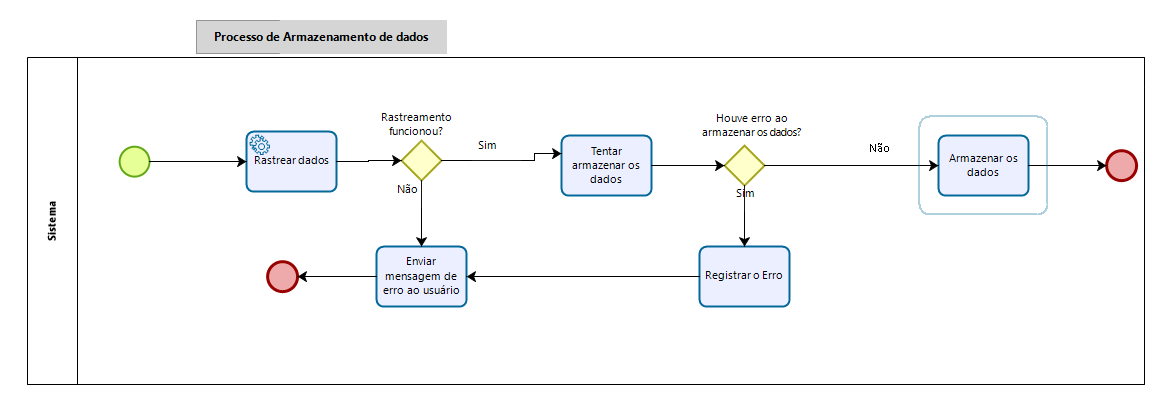 Processo de Armazenamento de dados
Sistema
Rastrear dados
Rastreamento
funcionou?
Sim
Não
Tentar
armazenar os
dados
Houve erro ao
armazenar os dados?
Não
Sim
Armazenar os
dados
Enviar
mensagem de
erro ao usuário
Registrar o Erro